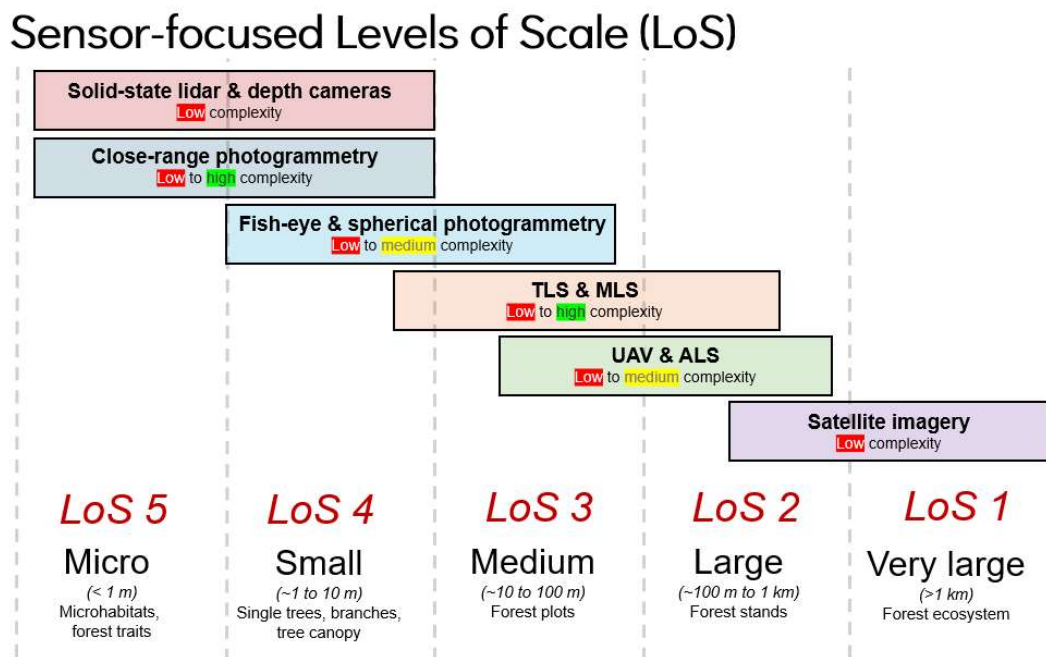 Sensor-focused Levels of Scale (LoS)
Solid-state lidar & depth cameras
Low complexity
Close-range photogrammetry
Low to high complexity
Fish-eye & spherical photogrammetry
Low to medium complexity
TLS & MLS
Low to high complexity
UAV & ALS
Low to medium complexity
Satellite imagery
Low complexity
LoS 5
Micro
(< 1 m)
Microhabitats,
forest traits
LoS 4
Small
(~1 to 10 m)
Single trees, branches,
tree canopy
LoS 3
Medium
(~10 to 100 m)
Forest plots
LoS 2
Large
(~100 m to 1 km)
Forest stands
LoS 1
Very large
(>1 km)
Forest ecosystem